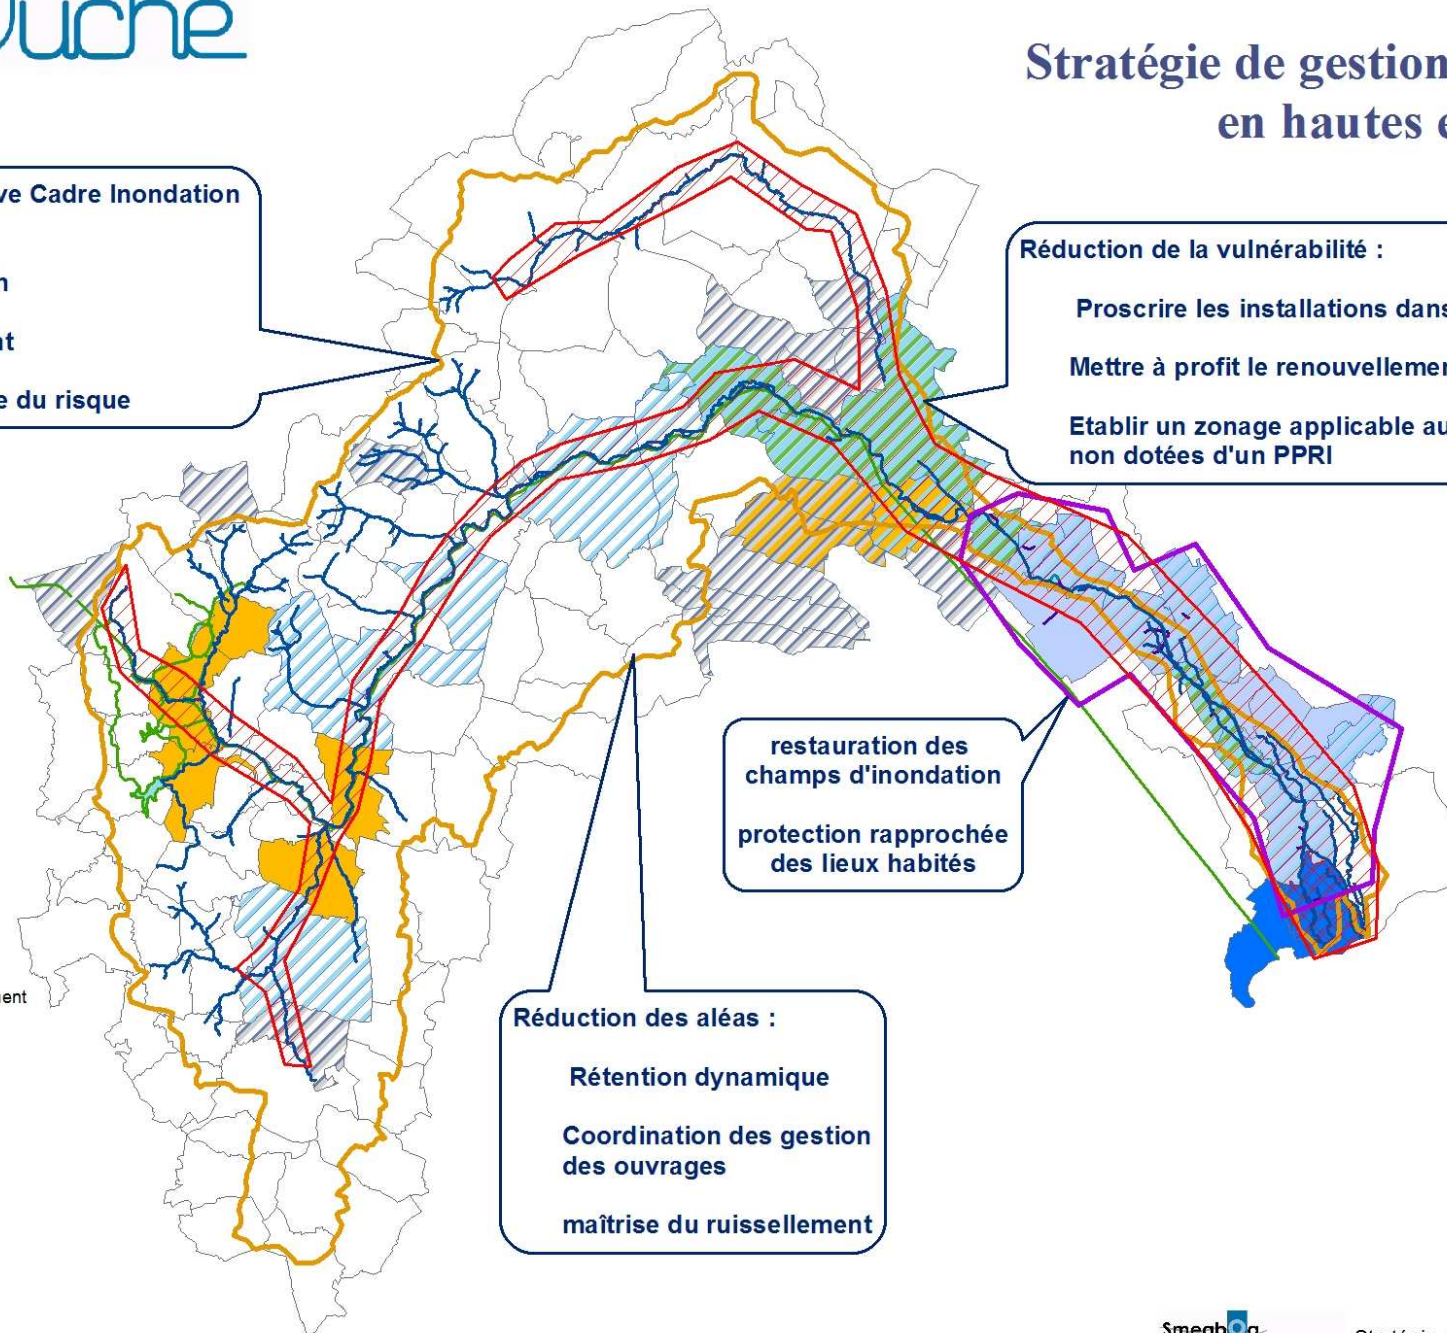 uche
Stratégie de gestion
en hautes e
ve Cadre Inondation
n
nt
e du risque
Réduction de la vulnérabilité :
Proscrire les installations dans
Mettre à profit le renouvellemen
Etablir un zonage applicable au
non dotées d'un PPRI
restauration des
champs d'inondation
protection rapprochée
des lieux habités
ent
Réduction des aléas :
Rétention dynamique
Coordination des gestion
des ouvrages
maîtrise du ruissellement
Smegboa